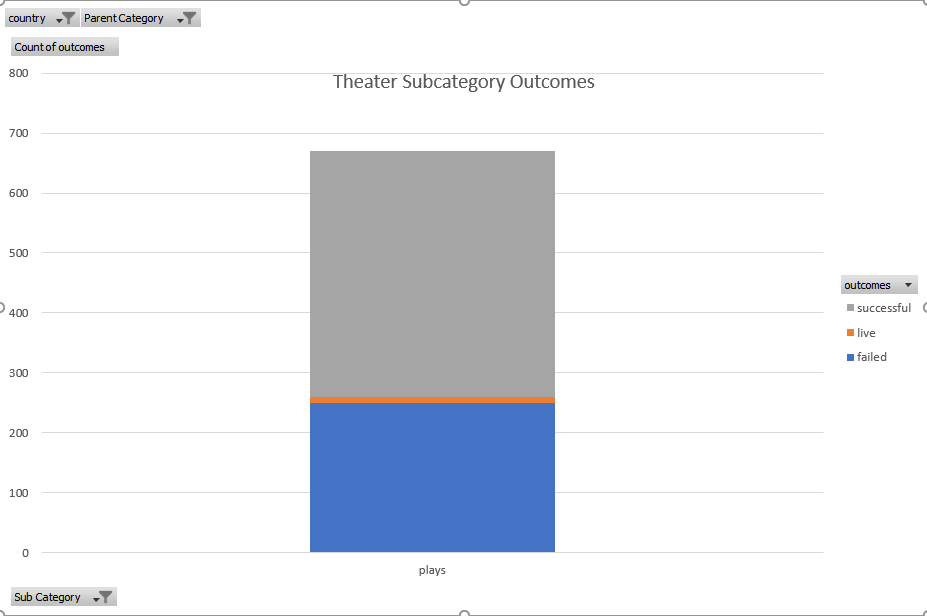 country Parent Category
Count of outcomes
Theater Subcategory Outcomes
800
700
600
500
400
300
200
100
0
plays
outcomes
successful
live
failed
Sub Category